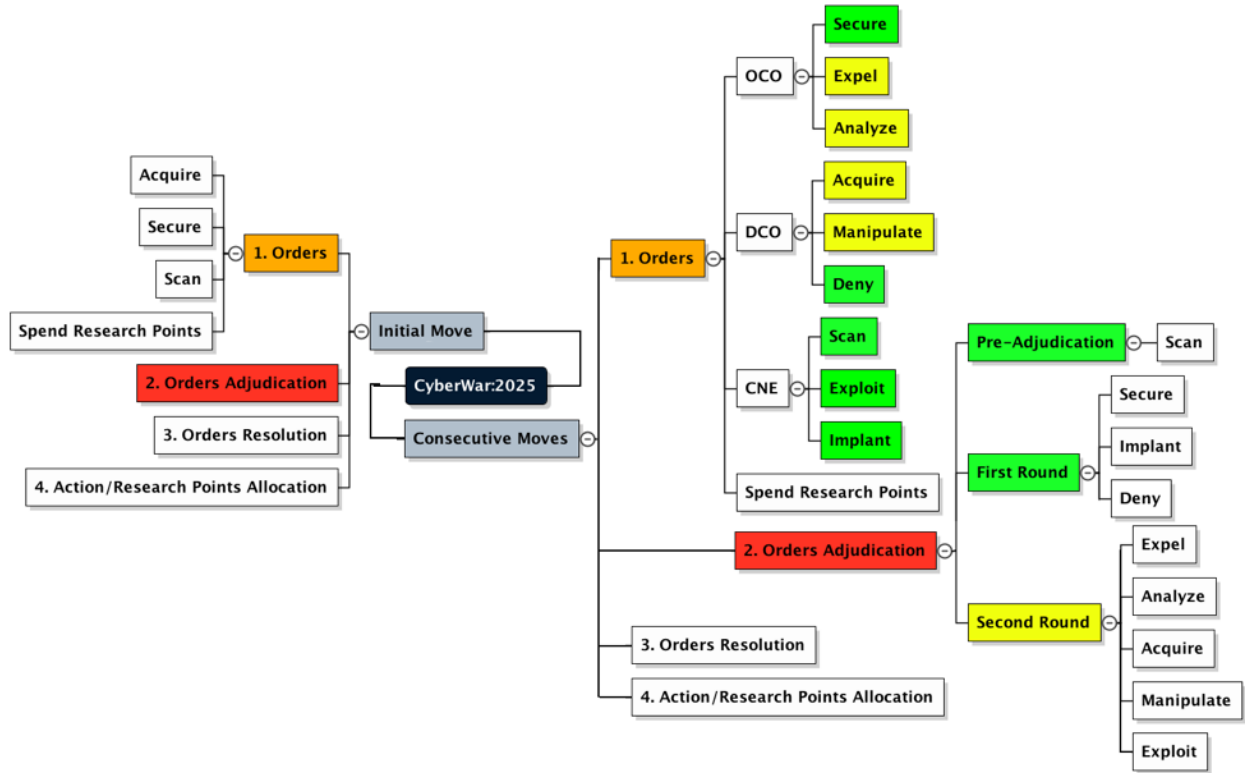 CyberWar:2025
Initial Move
1. Orders
Acquire
Secure
Scan
Spend Research Points
2. Orders Adjudication
3. Orders Resolution
4. Action/Research Points Allocation
Consecutive Moves
1. Orders
OCO
Secure
Expel
Analyze
DCO
Acquire
Manipulate
Deny
CNE
Scan
Exploit
Implant
Spend Research Points
2. Orders Adjudication
Pre-Adjudication
Scan
First Round
Secure
Implant
Deny
Second Round
Expel
Analyze
Acquire
Manipulate
Exploit
3. Orders Resolution
4. Action/Research Points Allocation